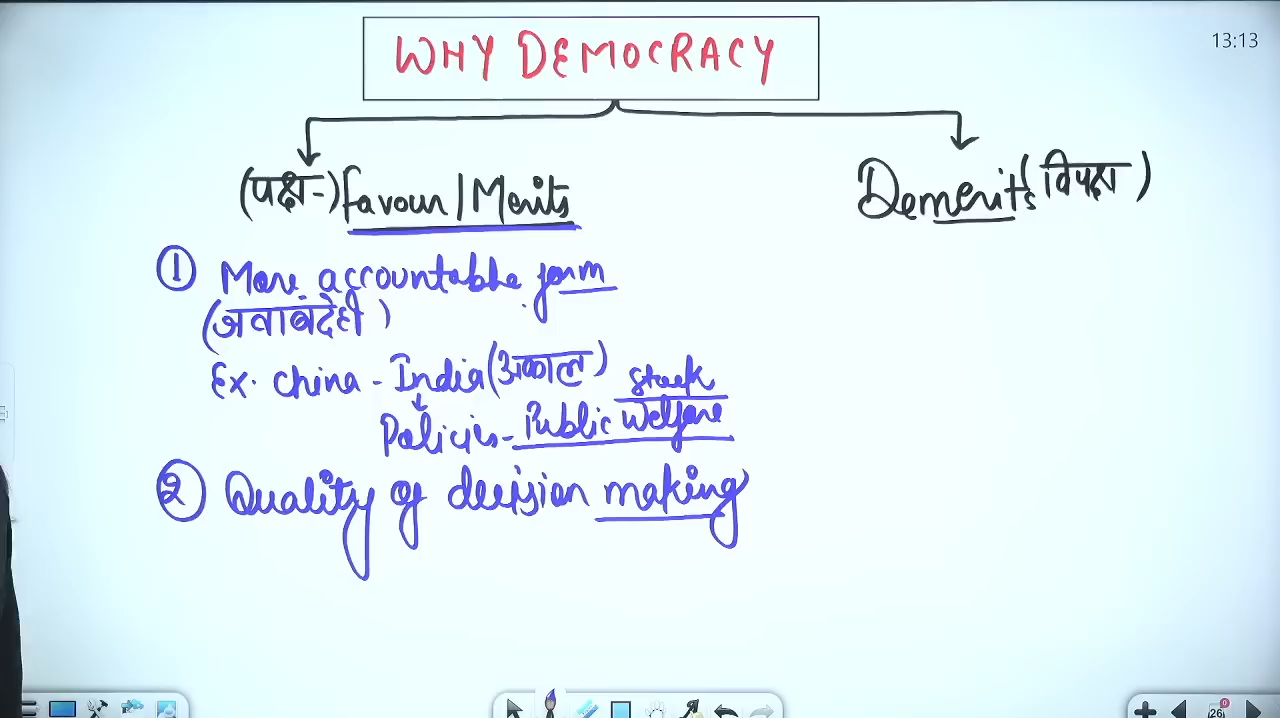 13:13
WHY DEMOCRACY
(पक्ष-) favour/Merits
Demerits (विपक्ष)
① More accountable form
(जवाबदेही)
Ex. China - India (अकाल)
Policies - Public Welfare
② Quality of decision making
26